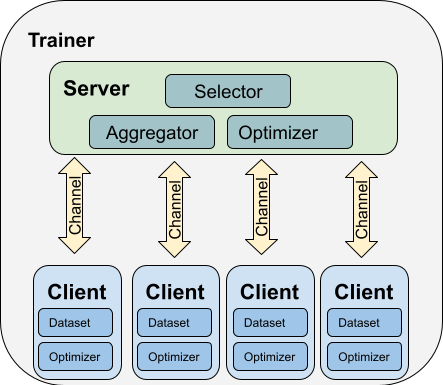 Trainer
Server
Selector
Aggregator Optimizer
Channel Channel Channel Channel
Client Client Client Client
Dataset Dataset Dataset Dataset
Optimizer Optimizer Optimizer Optimizer